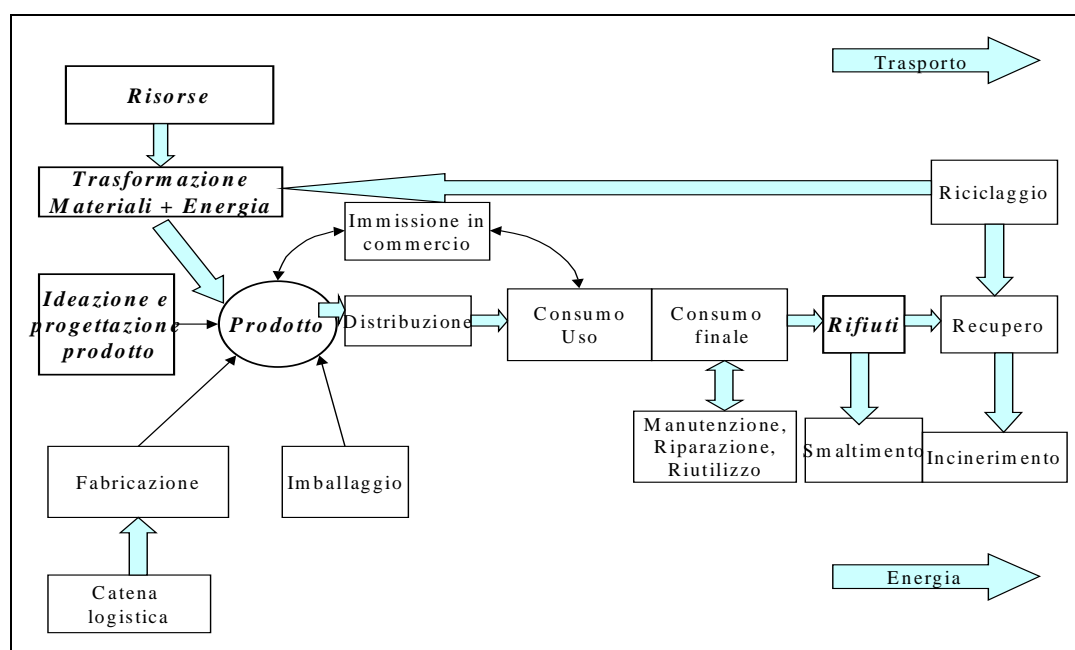 Trasporto
Risorse
Trasformazione
Materiali + Energia
Riciclaggio
Immissione in
commercio
Ideazione e
progettazione
prodotto
Prodotto
Distribuzione
Consumo
Uso
Consumo
finale
Rifiuti
Recupero
Manutenzione,
Riparazione,
Riutilizzo
Smaltimento
Incinerimento
Fabricazione
Imballaggio
Energia
Catena
logistica